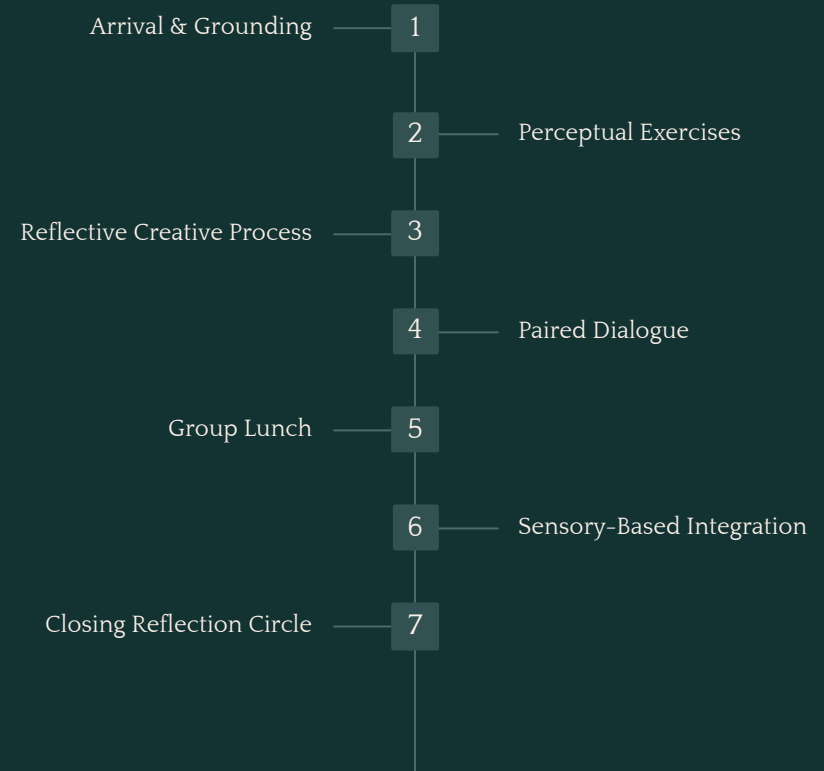 Arrival & Grounding
1
2
Perceptual Exercises
Reflective Creative Process
3
4
Paired Dialogue
Group Lunch
5
6
Sensory-Based Integration
Closing Reflection Circle
7